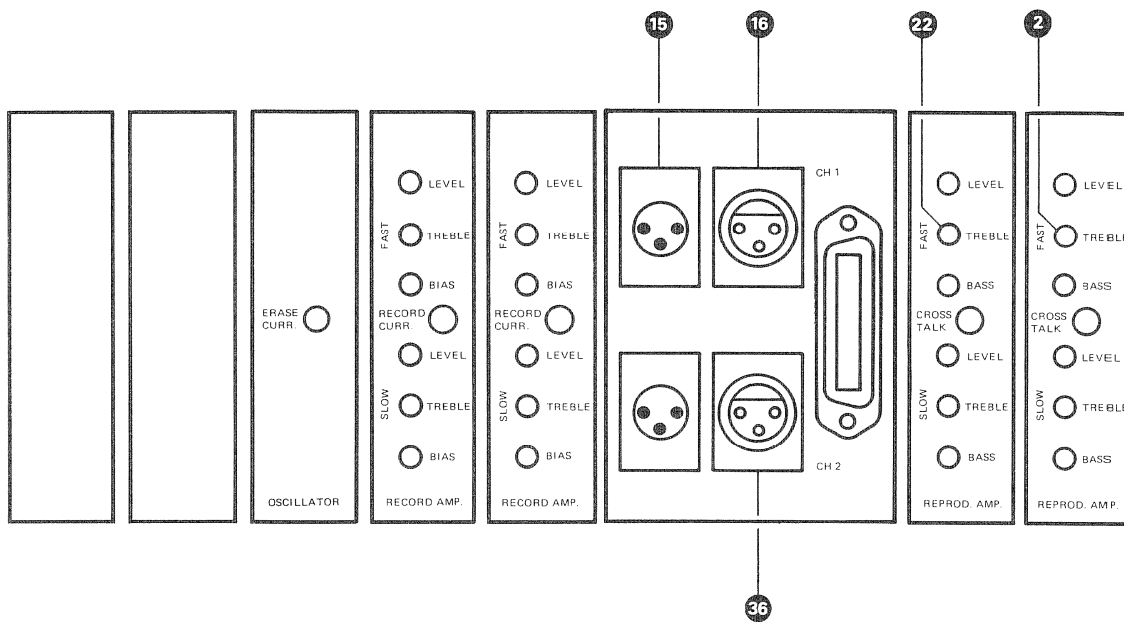 15 16 22 2
ERASE
CURR.
OSCILLATOR
FAST
LEVEL
TREBLE
BIAS
RECORD
CURR.
SLOW
LEVEL
TREBLE
BIAS
RECORD AMP.
FAST
LEVEL
TREBLE
BIAS
RECORD
CURR.
SLOW
LEVEL
TREBLE
BIAS
RECORD AMP.
CH 1
CH 2
FAST
LEVEL
TREBLE
BASS
CROSS
TALK
SLOW
LEVEL
TREBLE
BASS
REPROD. AMP.
FAST
LEVEL
TREBLE
BASS
CROSS
TALK
SLOW
LEVEL
TREBLE
BASS
REPROD. AMP.
36